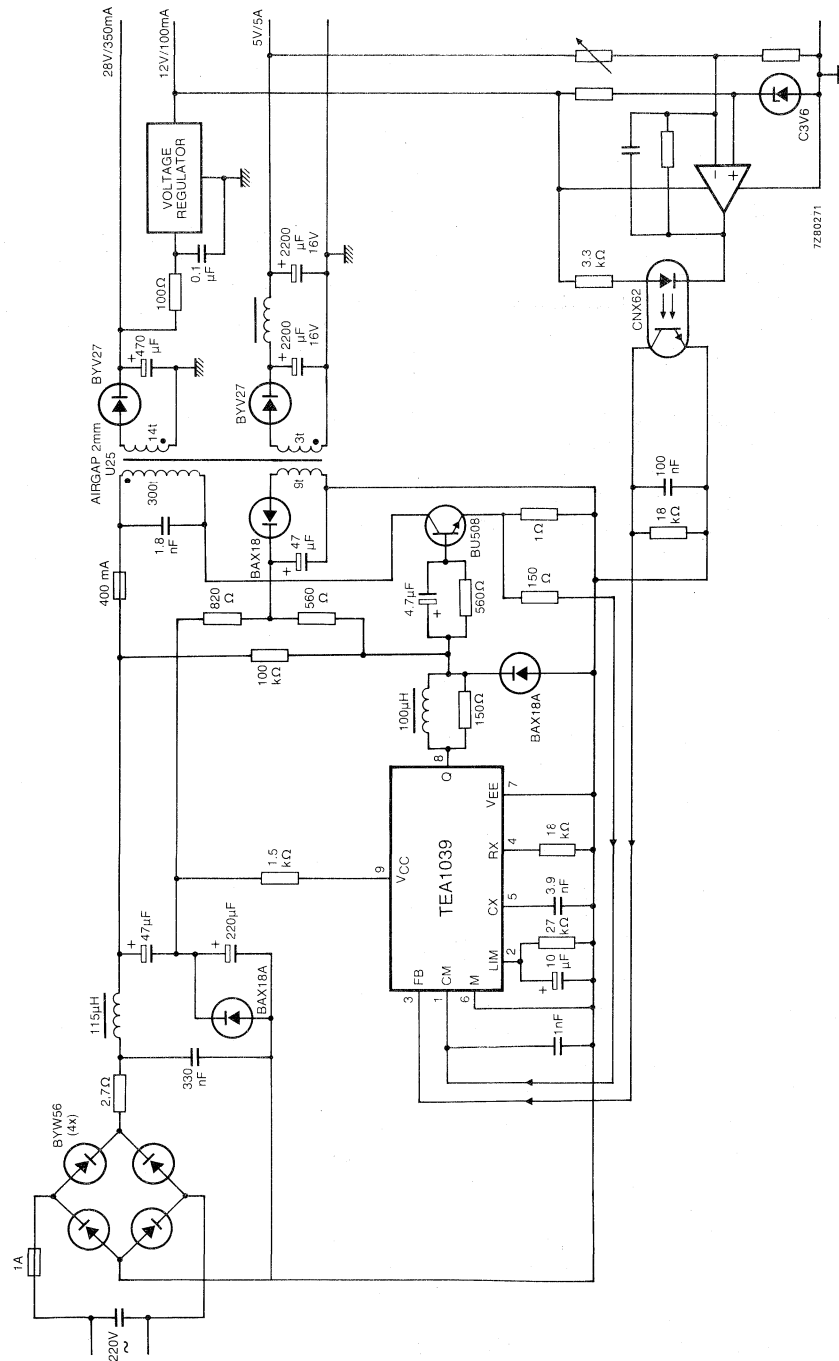 28V/350mA
12V/100mA
5V/5A
VOLTAGE
REGULATOR
0.1
µF
100Ω
+
2200
µF
16V
+
2200
µF
16V
C3V6
−
+
7Z80271
3.3
kΩ
CNX62
BYV27
+
470
µF
BYV27
14t
3t
AIRGAP 2mm
U25
300t
9t
1.8
nF
BAX18
+
47
µF
400 mA
820
Ω
560
Ω
100
kΩ
BU508
1Ω
150
Ω
4.7µF
+
560Ω
100
nF
18
kΩ
100µH
150Ω
BAX18A
8
Q
VEE
7
VCC
9
1.5
kΩ
TEA1039
RX
4
18
kΩ
CX
5
3.9
nF
LIM
2
27
kΩ
+
10
µF
FB
3
CM
1
M
6
1nF
+
47µF
+
220µF
BAX18A
115µH
330
nF
2.7Ω
BYW56
(4x)
1A
220V
~